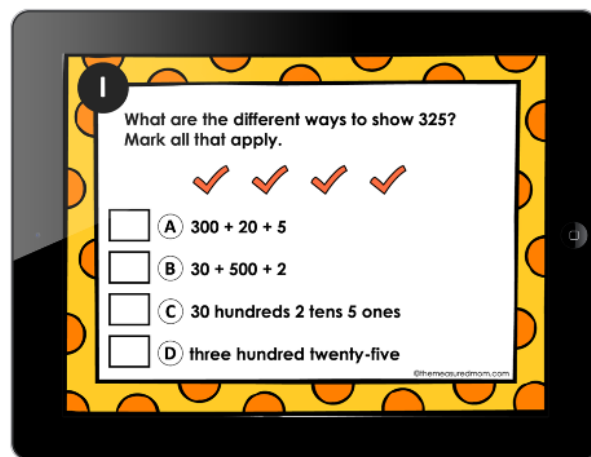 1
What are the different ways to show 325?
Mark all that apply.
A 300 + 20 + 5
B 30 + 500 + 2
C 30 hundreds 2 tens 5 ones
D three hundred twenty-five
©themeasuredmom.com